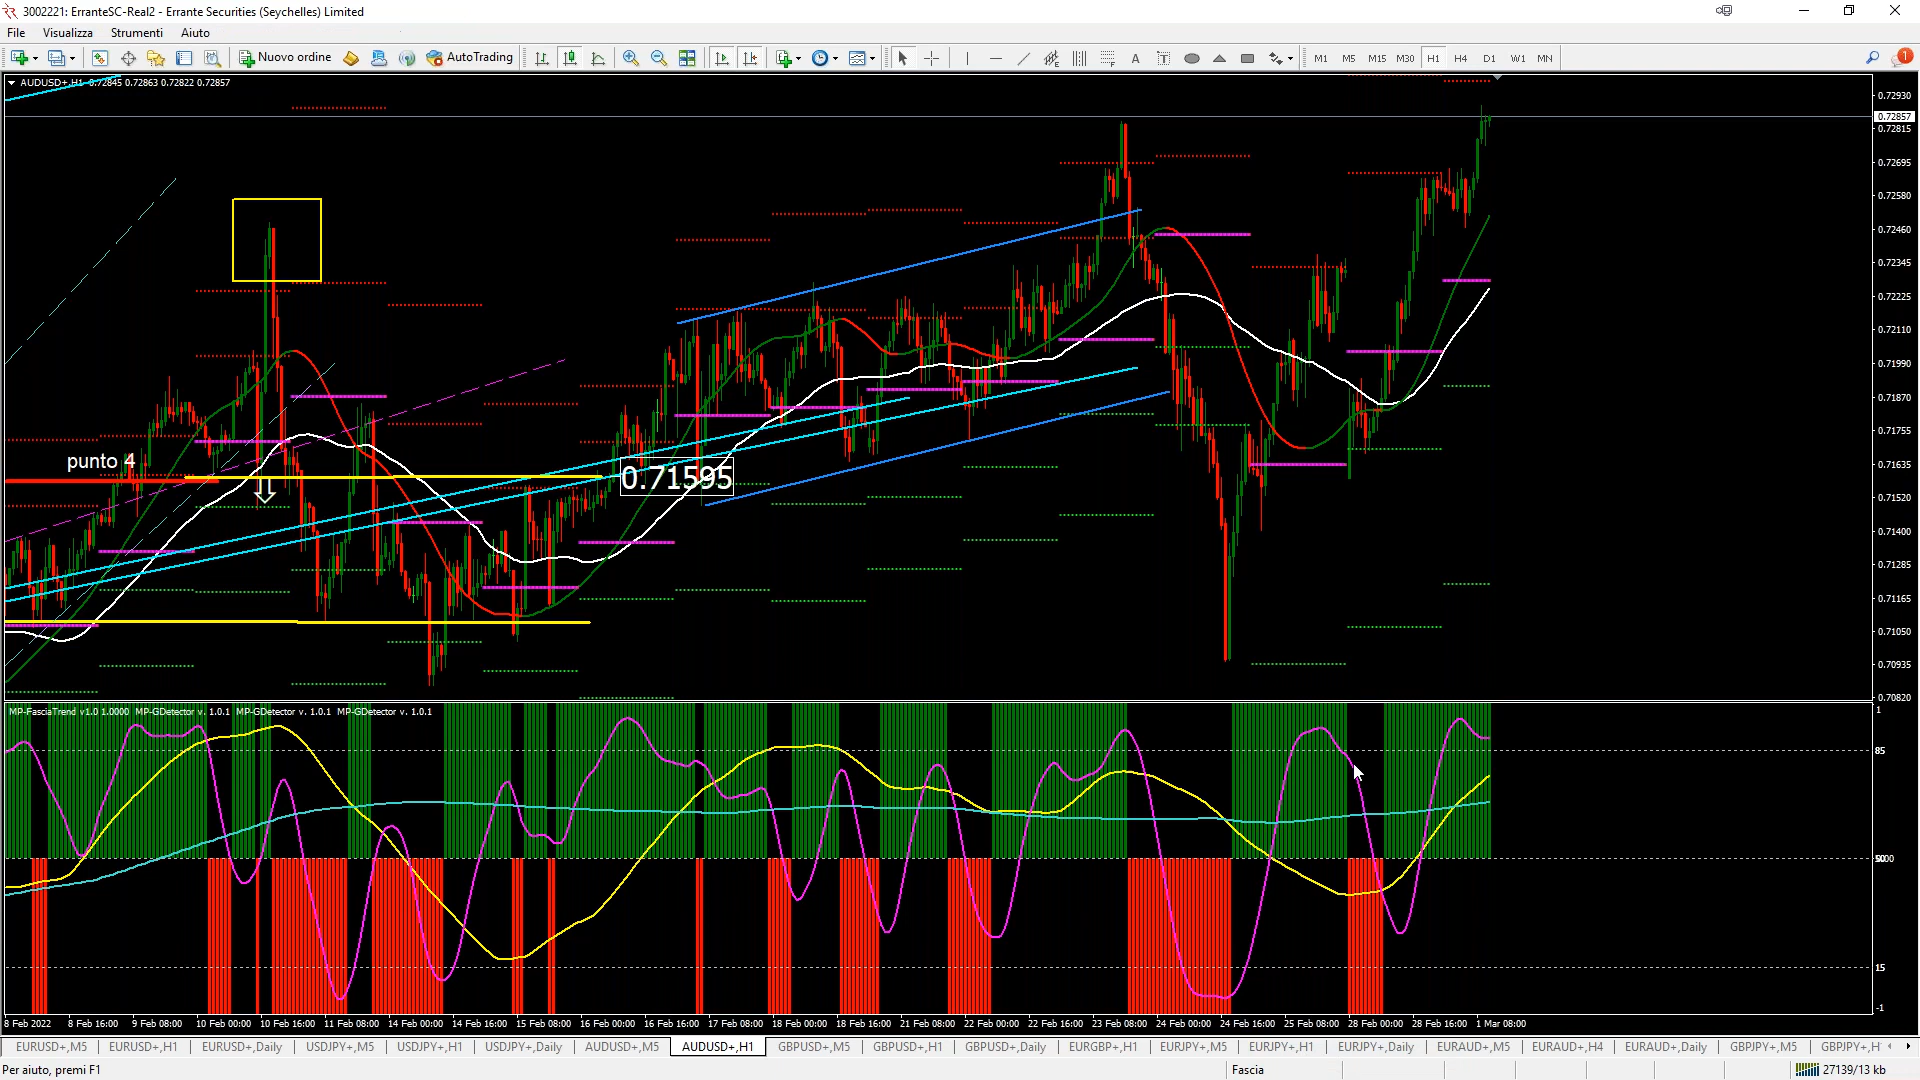 3002221: ErranteSC-Real2 - Errante Securities (Seychelles) Limited
File Visualizza Strumenti Aiuto
Nuovo ordine AutoTrading A T M1 M5 M15 M30 H1 H4 D1 W1 MN 1
AUDUSD+,H1 0.72845 0.72863 0.72822 0.72857
0.72930
0.72857
0.72815
0.72695
0.72580
0.72460
0.72345
0.72225
0.72110
0.71990
0.71870
0.71755
0.71635
0.71520
0.71400
0.71285
0.71165
0.71050
0.70935
0.70820
punto 4
0.71595
MP-FasciaTrend v1.0 1.0000 MP-GDetector v. 1.0.1 MP-GDetector v. 1.0.1 MP-GDetector v. 1.0.1
1
85
15
-1
8 Feb 2022 8 Feb 16:00 9 Feb 08:00 10 Feb 00:00 10 Feb 16:00 11 Feb 08:00 14 Feb 00:00 14 Feb 16:00 15 Feb 08:00 16 Feb 00:00 16 Feb 16:00 17 Feb 08:00 18 Feb 00:00 18 Feb 16:00 21 Feb 08:00 22 Feb 00:00 22 Feb 16:00 23 Feb 08:00 24 Feb 00:00 24 Feb 16:00 25 Feb 08:00 28 Feb 00:00 28 Feb 16:00 1 Mar 08:00
EURUSD+,M5 EURUSD+,H1 EURUSD+,Daily USDJPY+,M5 USDJPY+,H1 USDJPY+,Daily AUDUSD+,M5 AUDUSD+,H1 GBPUSD+,M5 GBPUSD+,H1 GBPUSD+,Daily EURGBP+,H1 EURJPY+,M5 EURJPY+,H1 EURJPY+,Daily EURAUD+,M5 EURAUD+,H4 EURAUD+,Daily GBPJPY+,M5 GBPJPY+,H
Per aiuto, premi F1 Fascia 27139/13 kb